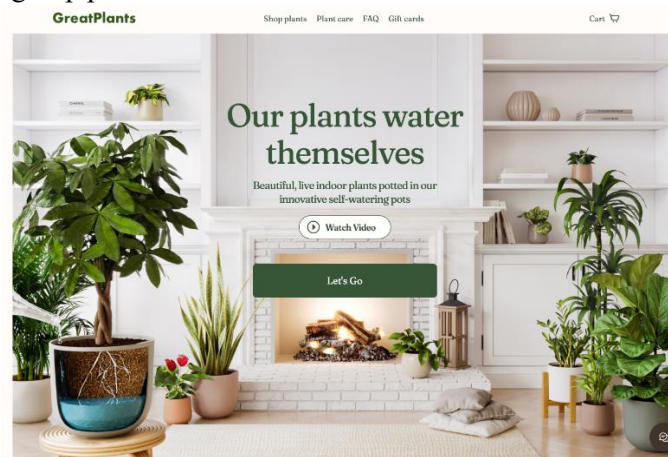 GreatPlants
Shop plants Plant care FAQ Gift cards
Cart
Our plants water
themselves
Beautiful, live indoor plants potted in our
innovative self-watering pots
Watch Video
Let's Go